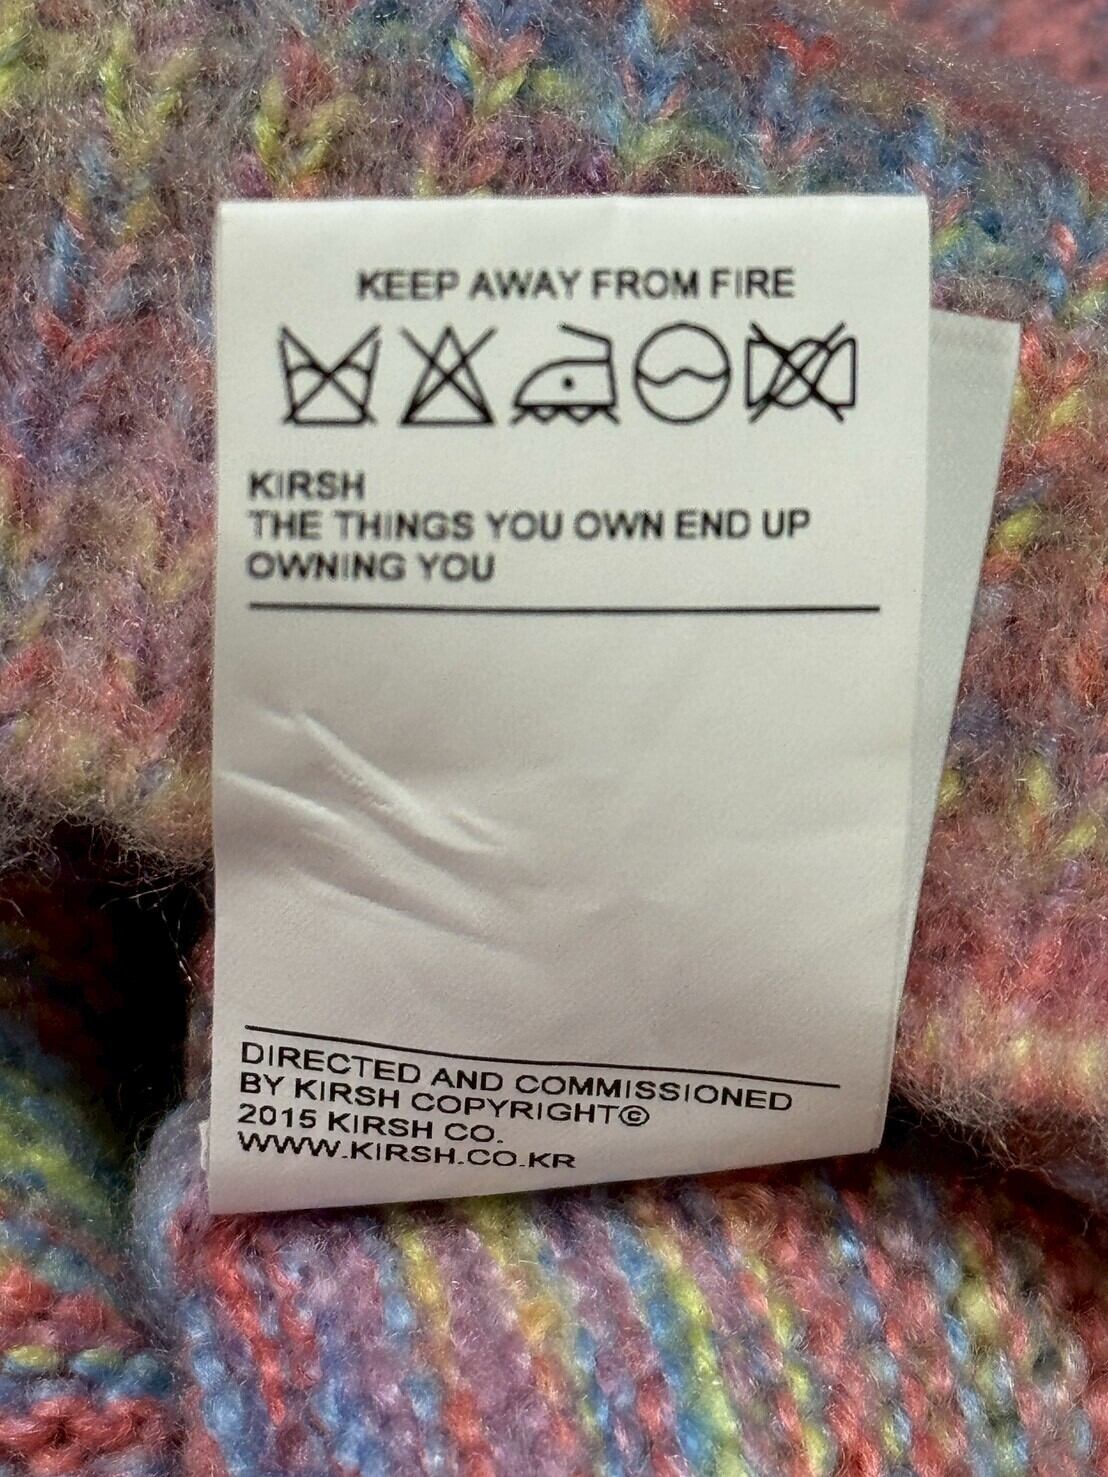 KEEP AWAY FROM FIRE
KIRSH
THE THINGS YOU OWN END UP
OWNING YOU
DIRECTED AND COMMISSIONED
BY KIRSH COPYRIGHT©
2015 KIRSH CO.
WWW.KIRSH.CO.KR